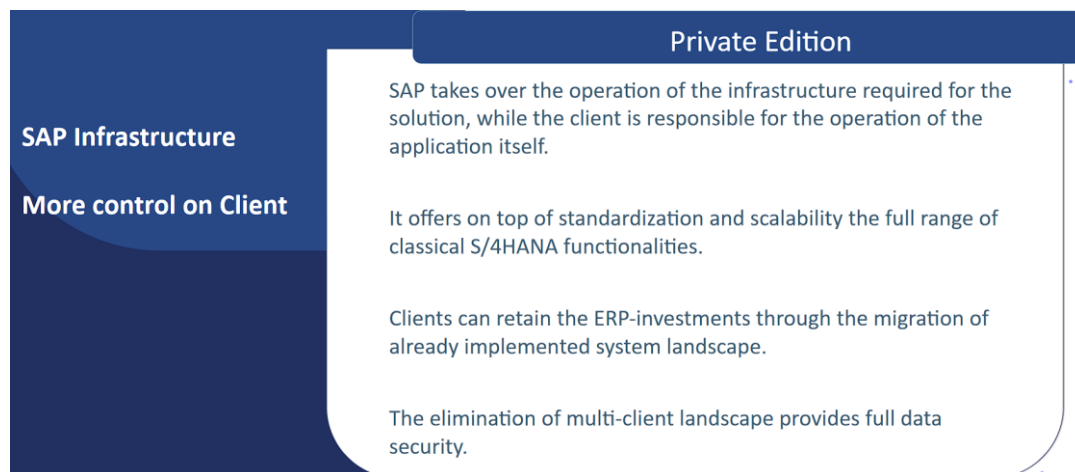 Private Edition
SAP Infrastructure
More control on Client
SAP takes over the operation of the infrastructure required for the
solution, while the client is responsible for the operation of the
application itself.
It offers on top of standardization and scalability the full range of
classical S/4HANA functionalities.
Clients can retain the ERP-investments through the migration of
already implemented system landscape.
The elimination of multi-client landscape provides full data
security.